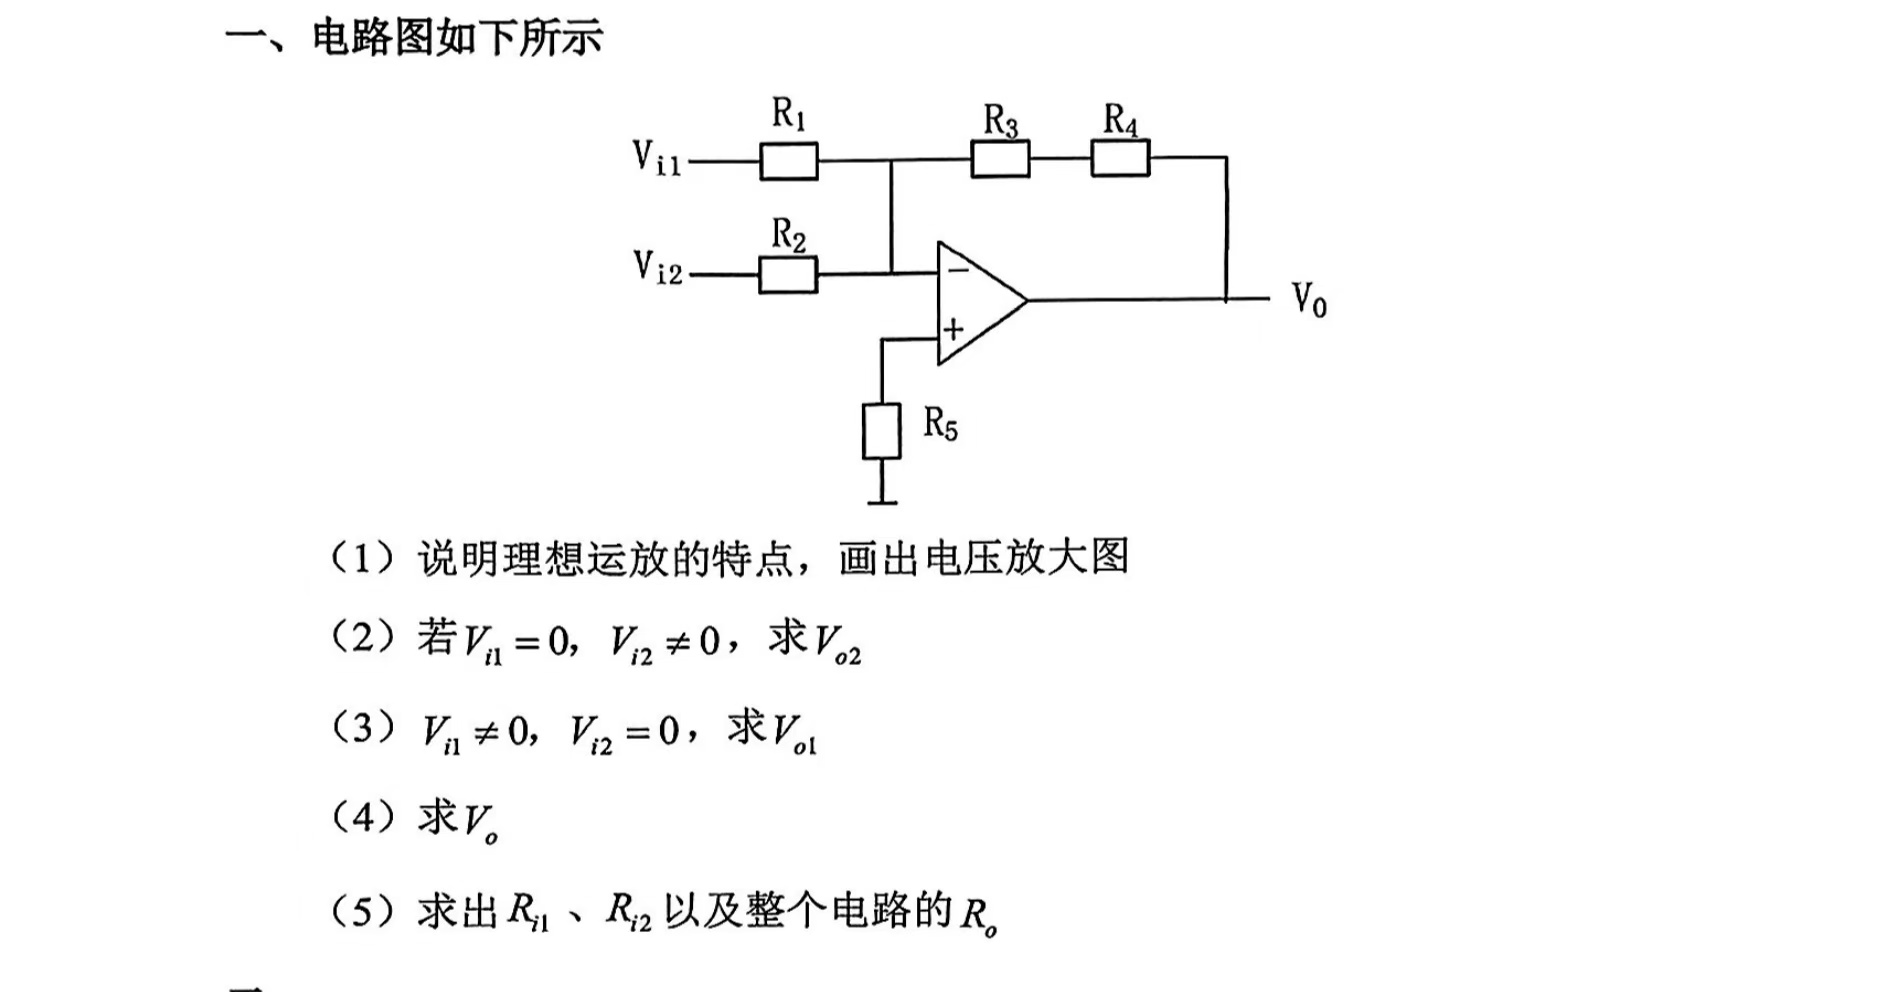 一、电路图如下所示
R₁
R₃
R₄
Vᵢ₁
R₂
Vᵢ₂
−
V₀
+
R₅
（1）说明理想运放的特点，画出电压放大图
（2）若Vᵢ₁ = 0, Vᵢ₂ ≠ 0，求Vₒ₂
（3）Vᵢ₁ ≠ 0, Vᵢ₂ = 0，求Vₒ₁
（4）求Vₒ
（5）求出Rᵢ₁、Rᵢ₂以及整个电路的Rₒ